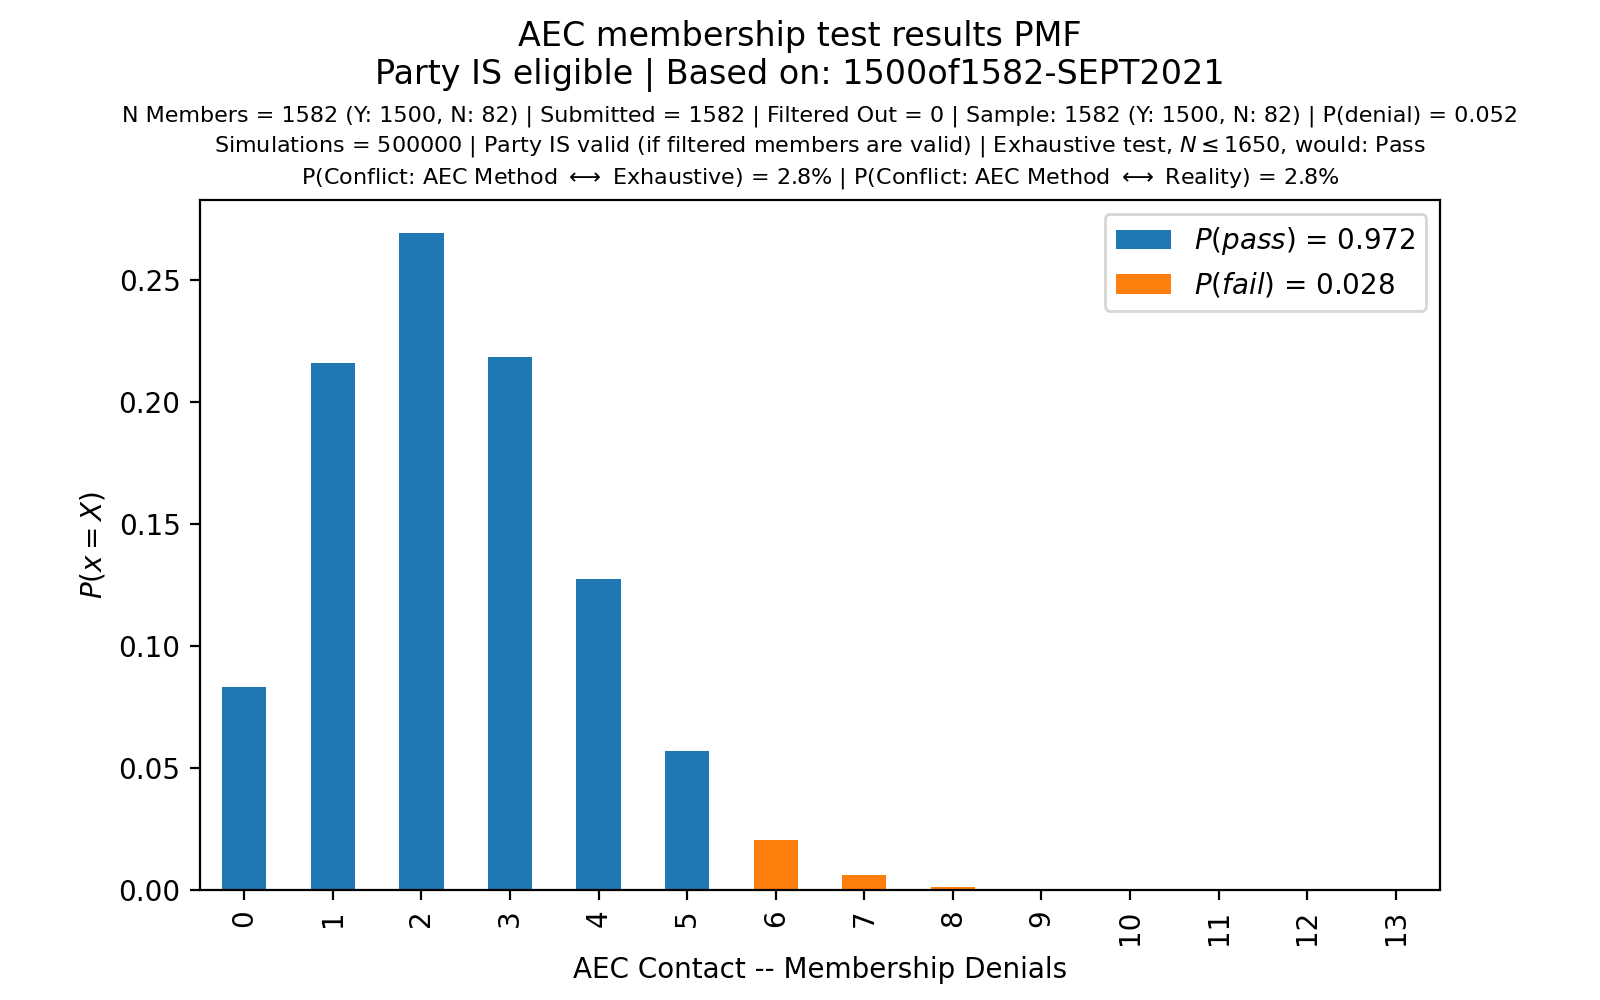 AEC membership test results PMF
Party IS eligible | Based on: 1500of1582-SEPT2021
N Members = 1582 (Y: 1500, N: 82) | Submitted = 1582 | Filtered Out = 0 | Sample: 1582 (Y: 1500, N: 82) | P(denial) = 0.052
Simulations = 500000 | Party IS valid (if filtered members are valid) | Exhaustive test, N ≤ 1650, would: Pass
P(Conflict: AEC Method ⟷ Exhaustive) = 2.8% | P(Conflict: AEC Method ⟷ Reality) = 2.8%
P(pass) = 0.972
P(fail) = 0.028
0.25
0.20
0.15
0.10
0.05
0.00
P(x = X)
0 1 2 3 4 5 6 7 8 9 10 11 12 13
AEC Contact -- Membership Denials